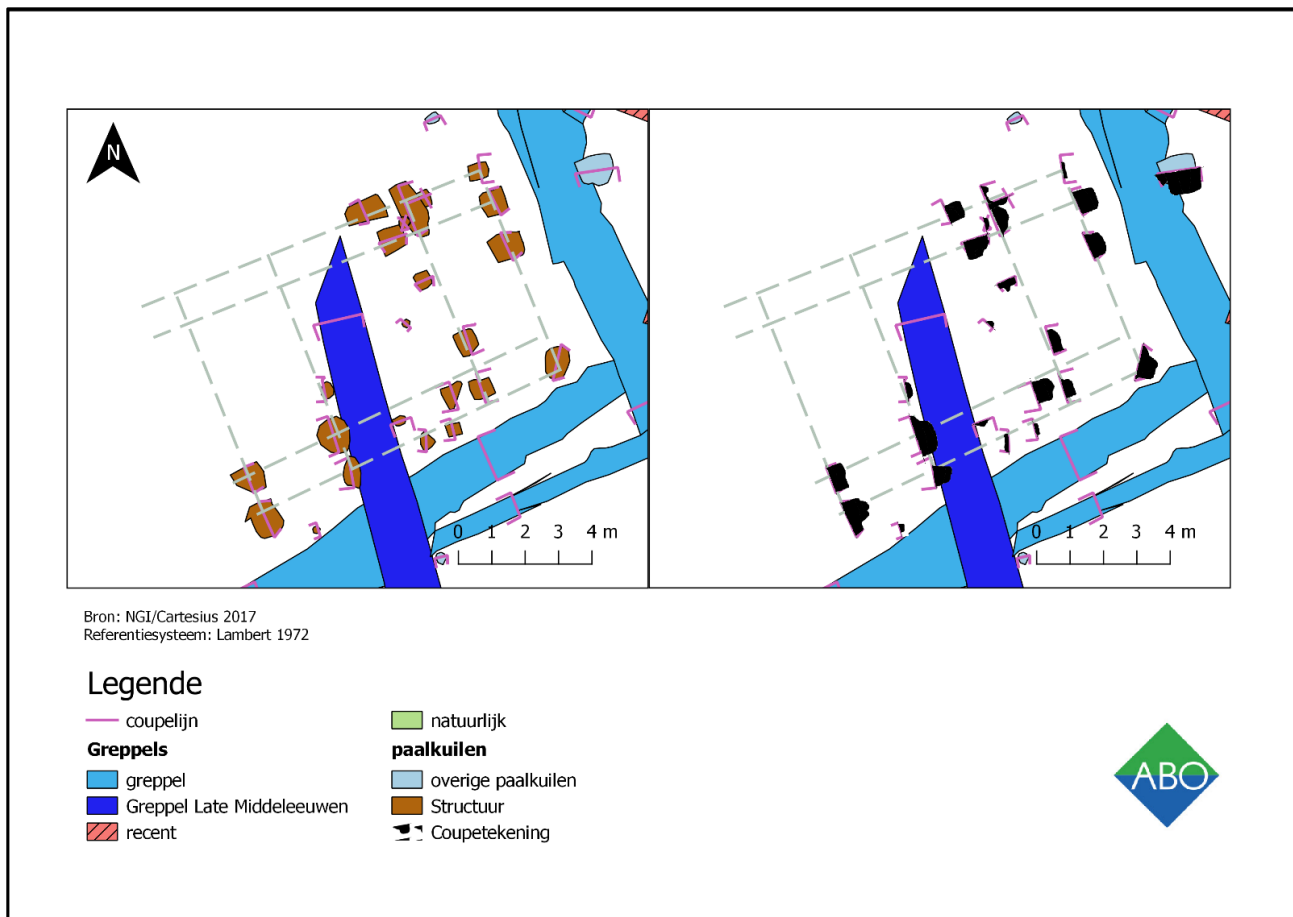 N
0 1 2 3 4 m
0 1 2 3 4 m
Bron: NGI/Cartesius 2017
Referentiesysteem: Lambert 1972
Legende
coupelijn
Greppels
greppel
Greppel Late Middeleeuwen
recent
natuurlijk
paalkuilen
overige paalkuilen
Structuur
Coupetekening
ABO